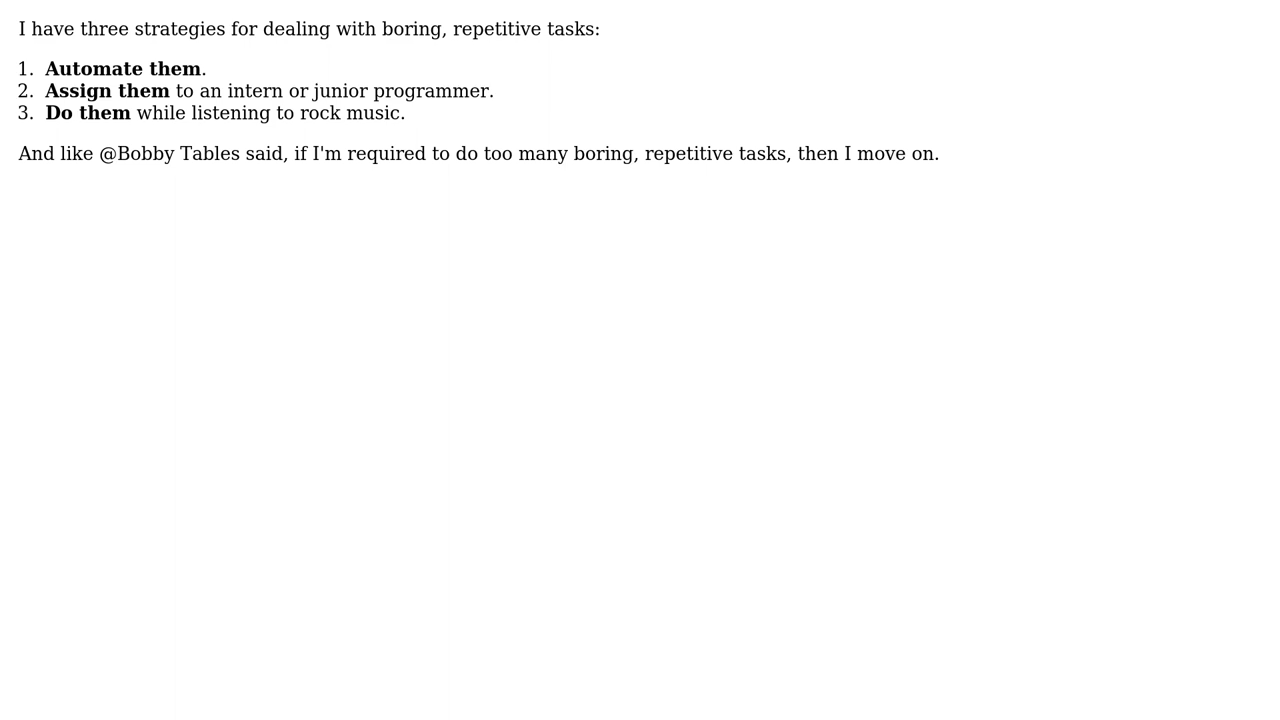 I have three strategies for dealing with boring, repetitive tasks:
1. Automate them.
2. Assign them to an intern or junior programmer.
3. Do them while listening to rock music.
And like @Bobby Tables said, if I'm required to do too many boring, repetitive tasks, then I move on.